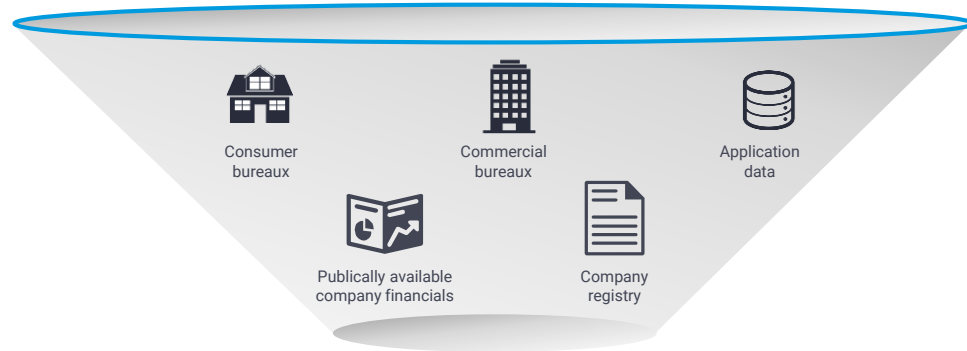 Consumer
bureaux
Commercial
bureaux
Application
data
Publically available
company financials
Company
registry